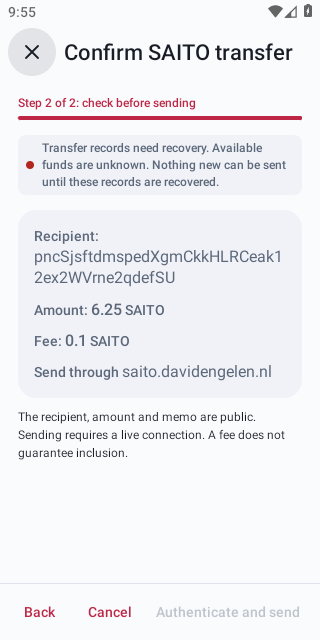 9:55
Confirm SAITO transfer
Step 2 of 2: check before sending
Transfer records need recovery. Available
funds are unknown. Nothing new can be sent
until these records are recovered.
Recipient:
pncSjsftdmspedXgmCkkHLRCeak1
2ex2WVrne2qdefSU
Amount: 6.25 SAITO
Fee: 0.1 SAITO
Send through saito.davidengelen.nl
The recipient, amount and memo are public.
Sending requires a live connection. A fee does not
guarantee inclusion.
Back
Cancel
Authenticate and send